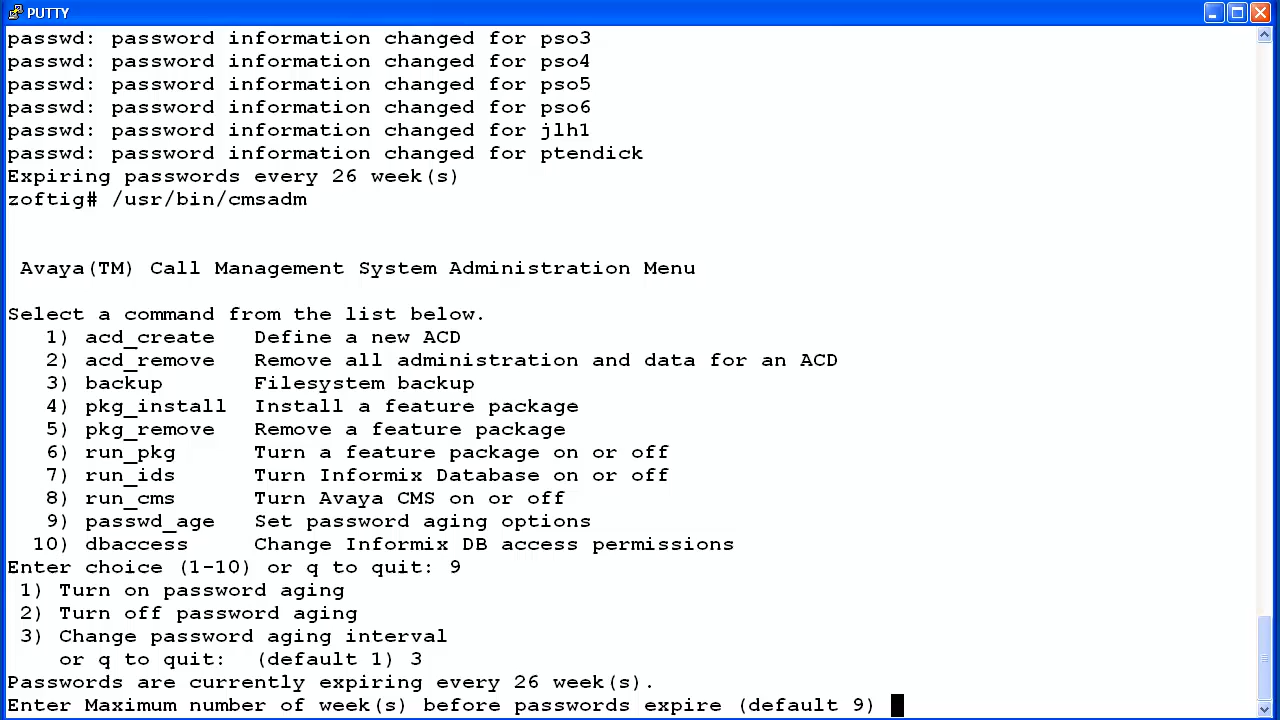 PUTTY
passwd: password information changed for pso3
passwd: password information changed for pso4
passwd: password information changed for pso5
passwd: password information changed for pso6
passwd: password information changed for jlh1
passwd: password information changed for ptendick
Expiring passwords every 26 week(s)
zoftig# /usr/bin/cmsadm
Avaya(TM) Call Management System Administration Menu
Select a command from the list below.
1) acd_create Define a new ACD
2) acd_remove Remove all administration and data for an ACD
3) backup Filesystem backup
4) pkg_install Install a feature package
5) pkg_remove Remove a feature package
6) run_pkg Turn a feature package on or off
7) run_ids Turn Informix Database on or off
8) run_cms Turn Avaya CMS on or off
9) passwd_age Set password aging options
10) dbaccess Change Informix DB access permissions
Enter choice (1-10) or q to quit: 9
1) Turn on password aging
2) Turn off password aging
3) Change password aging interval
or q to quit: (default 1) 3
Passwords are currently expiring every 26 week(s).
Enter Maximum number of week(s) before passwords expire (default 9)